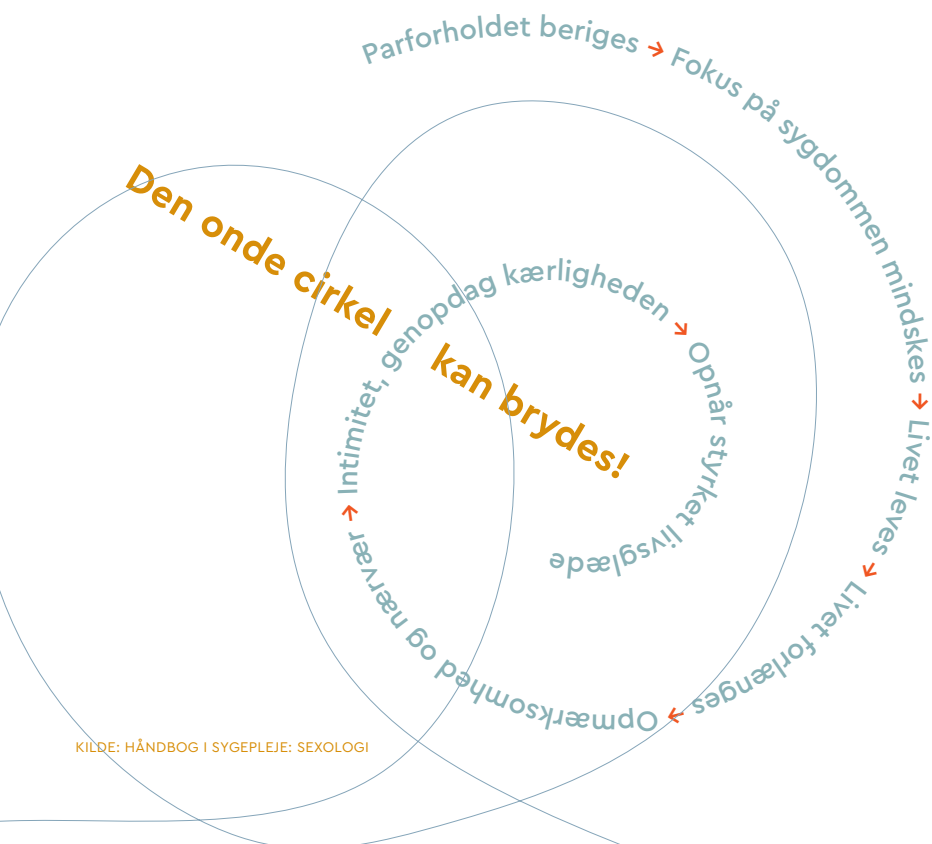 Parforholdet beriges → Fokus på sygdommen mindskes → Livet leves → Livet forlænges → Opmærksomhed og nærvær → Intimitet, genopdag kærligheden → Opnår styrket livsglæde
Den onde cirkel
kan brydes!
KILDE: HÅNDBOG I SYGEPLEJE: SEXOLOGI